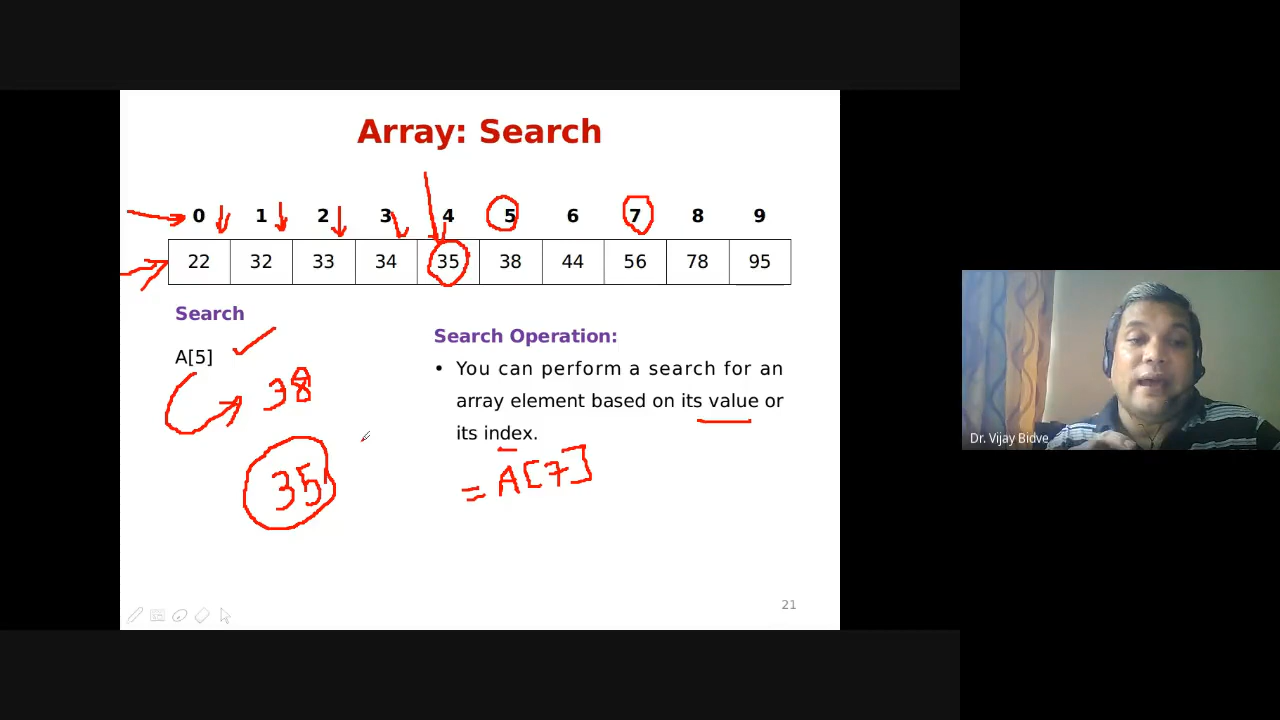 Array: Search
0 1 2 3 4 5 6 7 8 9
22 32 33 34 35 38 44 56 78 95
Search
A[5]
38
35
Search Operation:
• You can perform a search for an
array element based on its value or
its index.
= A[7]
21
Dr. Vijay Bidve